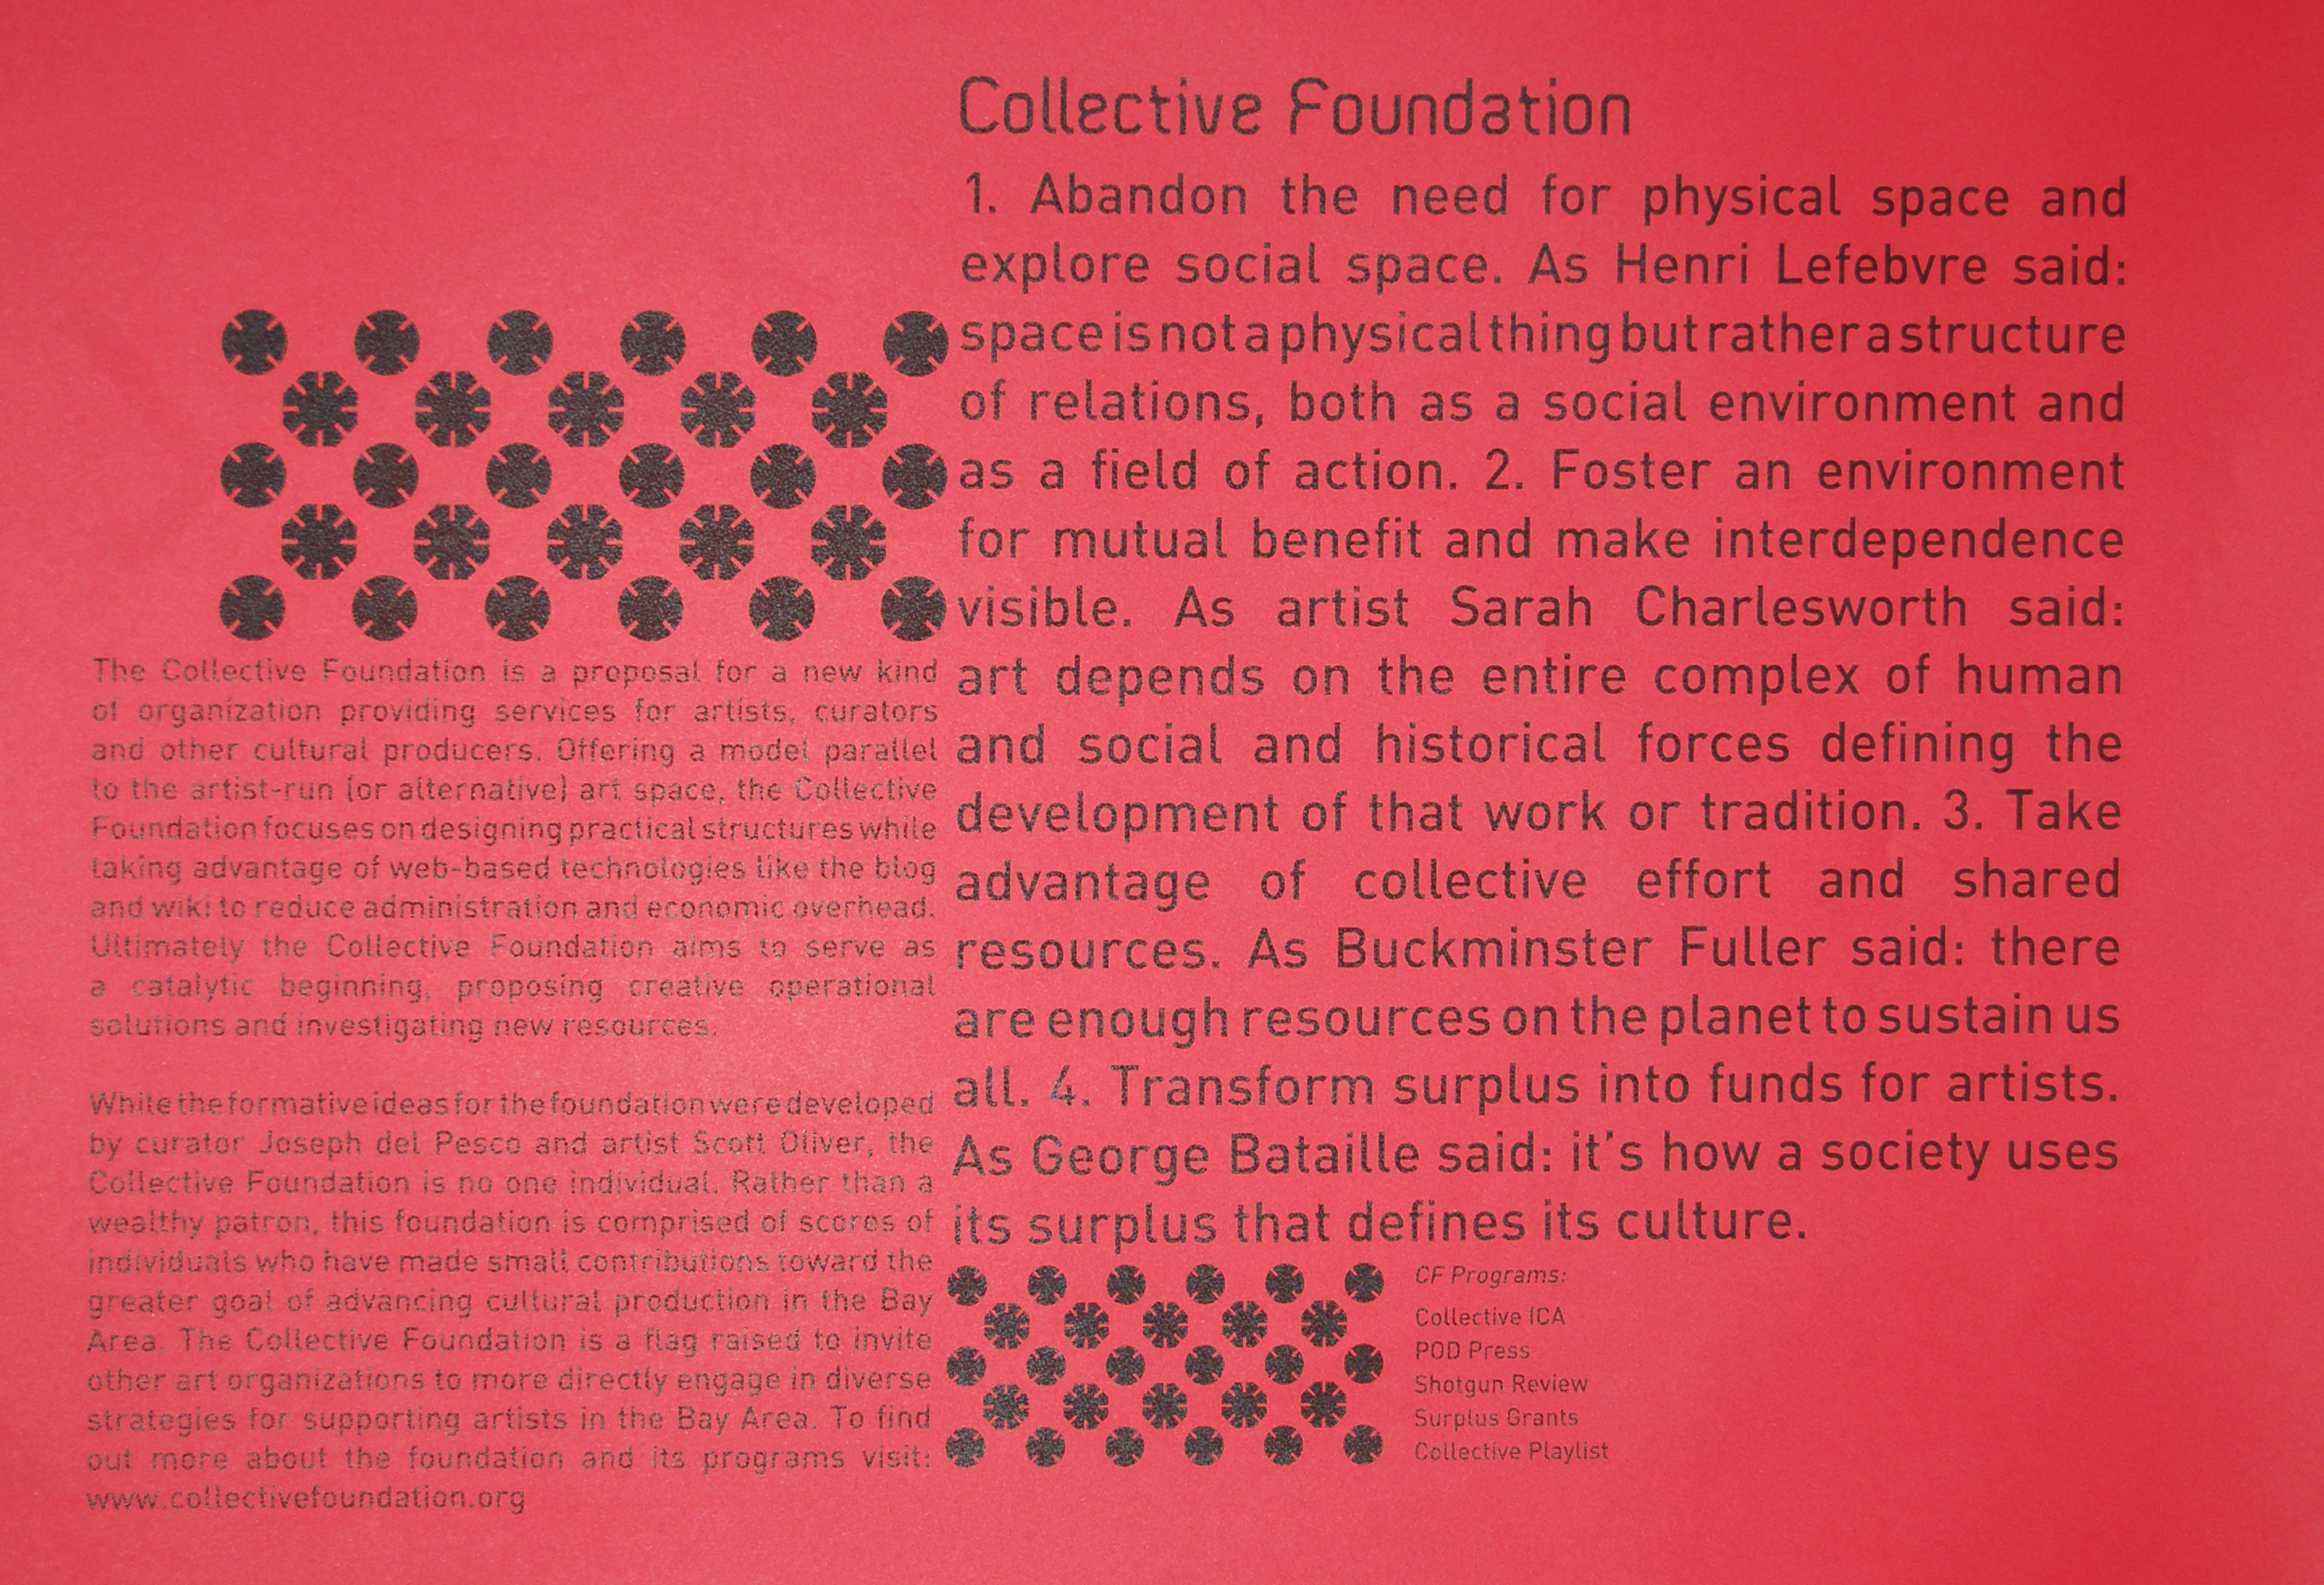 Collective Foundation
1. Abandon the need for physical space and
explore social space. As Henri Lefebvre said:
space is not a physical thing but rather a structure
of relations, both as a social environment and
as a field of action. 2. Foster an environment
for mutual benefit and make interdependence
visible. As artist Sarah Charlesworth said:
art depends on the entire complex of human
and social and historical forces defining the
development of that work or tradition. 3. Take
advantage of collective effort and shared
resources. As Buckminster Fuller said: there
are enough resources on the planet to sustain us
all. 4. Transform surplus into funds for artists.
As George Bataille said: it's how a society uses
its surplus that defines its culture.
The Collective Foundation is a proposal for a new kind
of organization providing services for artists, curators
and other cultural producers. Offering a model parallel
to the artist-run (or alternative) art space, the Collective
Foundation focuses on designing practical structures while
taking advantage of web-based technologies like the blog
and wiki to reduce administration and economic overhead.
Ultimately the Collective Foundation aims to serve as
a catalytic beginning, proposing creative operational
solutions and investigating new resources.
While the formative ideas for the foundation were developed
by curator Joseph del Pesco and artist Scott Oliver, the
Collective Foundation is no one individual. Rather than a
wealthy patron, this foundation is comprised of scores of
individuals who have made small contributions toward the
greater goal of advancing cultural production in the Bay
Area. The Collective Foundation is a flag raised to invite
other art organizations to more directly engage in diverse
strategies for supporting artists in the Bay Area. To find
out more about the foundation and its programs visit:
www.collectivefoundation.org
CF Programs:
Collective ICA
POD Press
Shotgun Review
Surplus Grants
Collective Playlist